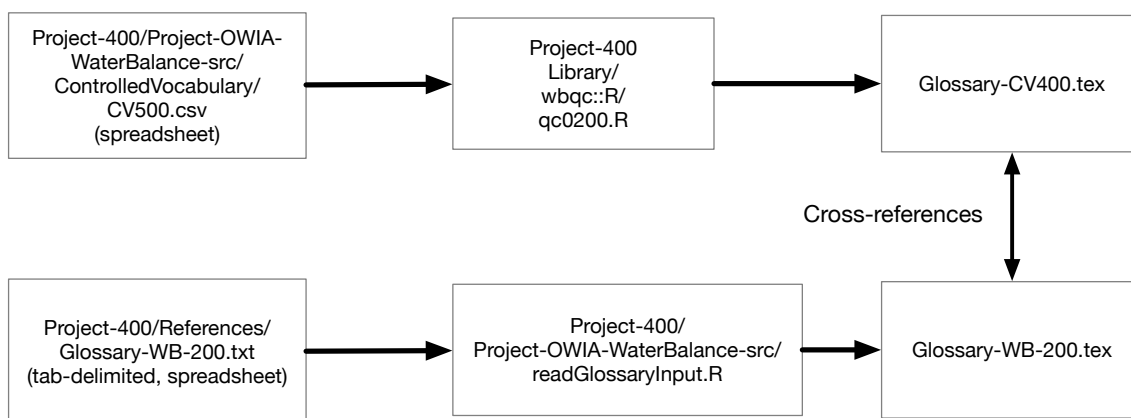 Project-400/Project-OWIA-
WaterBalance-src/
ControlledVocabulary/
CV500.csv
(spreadsheet)
Project-400
Library/
wbqc::R/
qc0200.R
Glossary-CV400.tex
Cross-references
Project-400/References/
Glossary-WB-200.txt
(tab-delimited, spreadsheet)
Project-400/
Project-OWIA-WaterBalance-src/
readGlossaryInput.R
Glossary-WB-200.tex